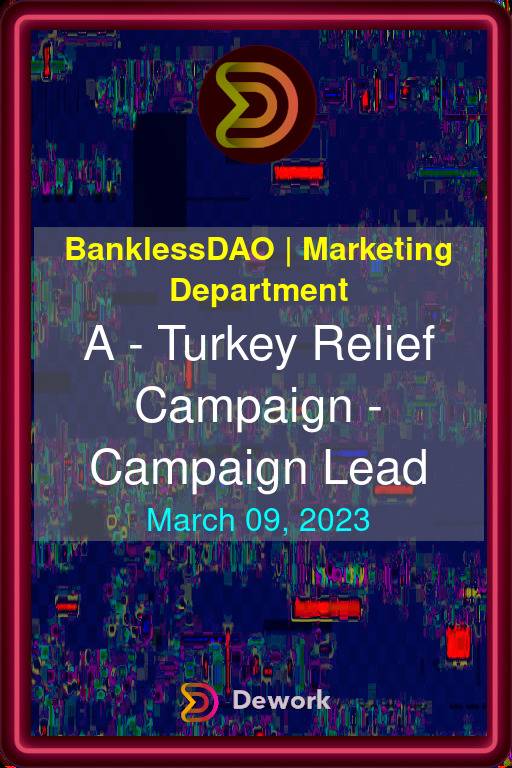 BanklessDAO | Marketing
Department
A - Turkey Relief
Campaign -
Campaign Lead
March 09, 2023
Dework